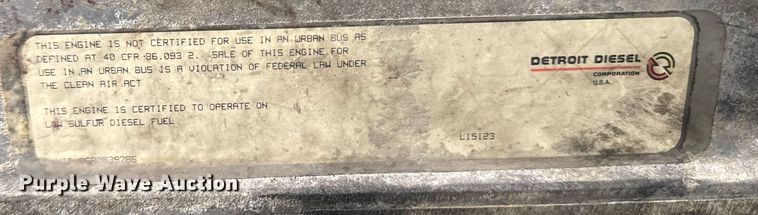 THIS ENGINE IS NOT CERTIFIED FOR USE IN AN URBAN BUS AS
DEFINED AT 40 CFR 86.093 2. SALE OF THIS ENGINE FOR
USE IN AN URBAN BUS IS A VIOLATION OF FEDERAL LAW UNDER
THE CLEAN AIR ACT
THIS ENGINE IS CERTIFIED TO OPERATE ON
LOW SULFUR DIESEL FUEL
DETROIT DIESEL
CORPORATION
U.S.A.
L15123
UNIT 06R0839286
Purple Wave Auction